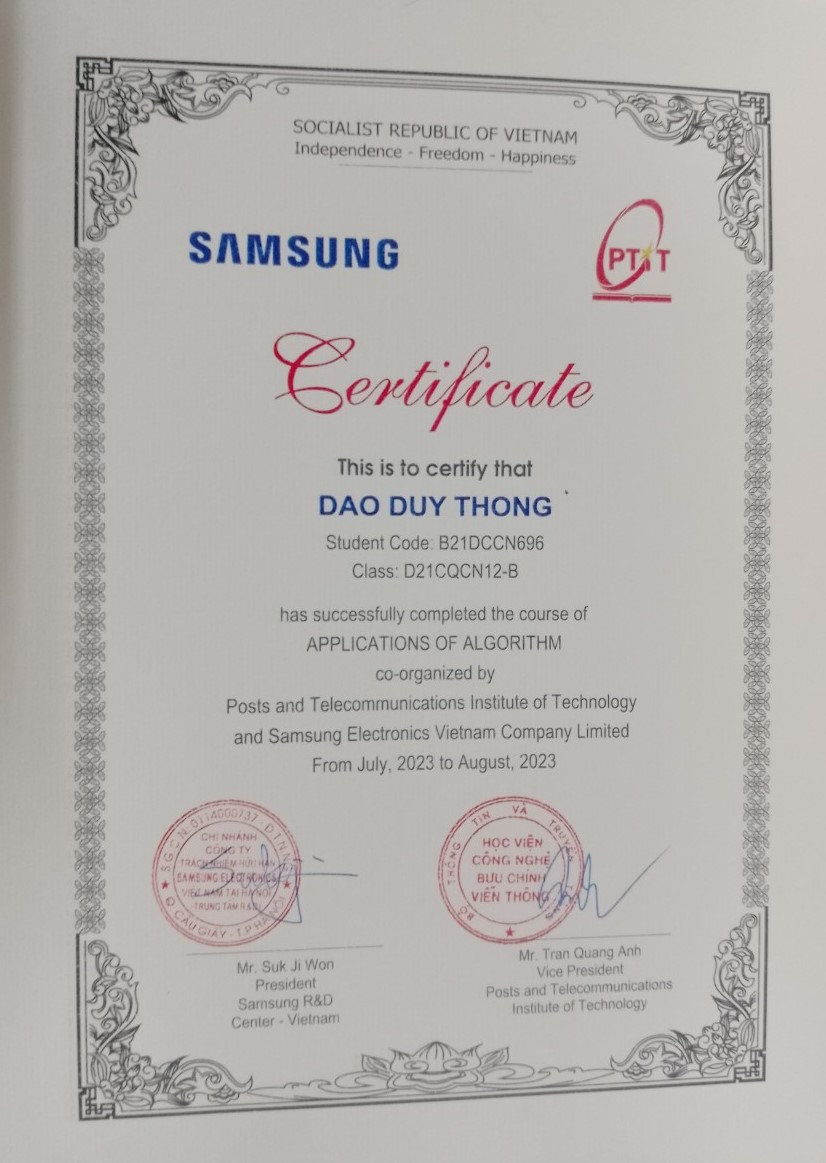 SOCIALIST REPUBLIC OF VIETNAM
Independence - Freedom - Happiness
SAMSUNG
PTIT
Certificate
This is to certify that
DAO DUY THONG
Student Code: B21DCCN696
Class: D21CQCN12-B
has successfully completed the course of
APPLICATIONS OF ALGORITHM
co-organized by
Posts and Telecommunications Institute of Technology
and Samsung Electronics Vietnam Company Limited
From July, 2023 to August, 2023
CHI NHÁNH
CÔNG TY
TRÁCH NHIỆM HỮU HẠN
SAMSUNG ELECTRONICS
VIỆT NAM TẠI HÀ NỘI
TRUNG TÂM R&D
Q. CẦU GIẤY - T.P HÀ NỘI
BỘ THÔNG TIN VÀ TRUYỀN THÔNG
HỌC VIỆN
CÔNG NGHỆ
BƯU CHÍNH
VIỄN THÔNG
Mr. Suk Ji Won
President
Samsung R&D
Center - Vietnam
Mr. Tran Quang Anh
Vice President
Posts and Telecommunications
Institute of Technology